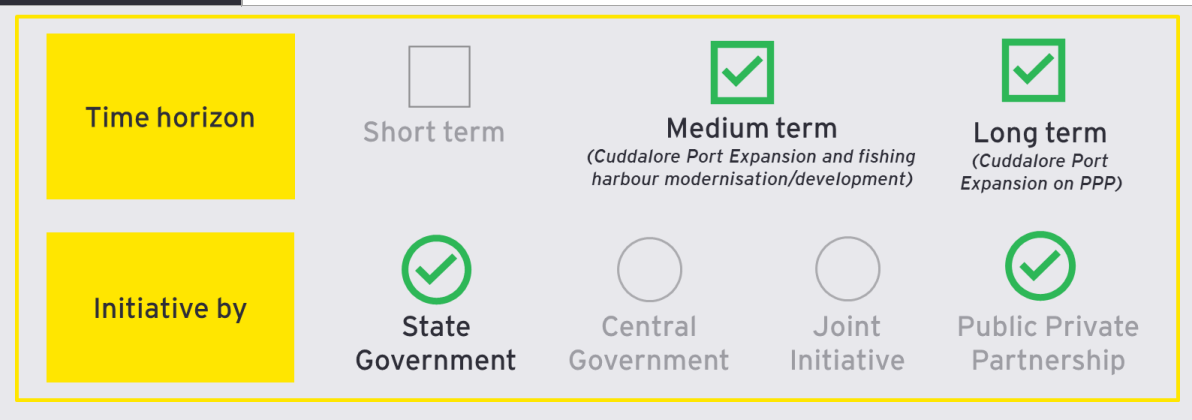 Time horizon
Short term
Medium term
(Cuddalore Port Expansion and fishing
harbour modernisation/development)
Long term
(Cuddalore Port
Expansion on PPP)
Initiative by
State
Government
Central
Government
Joint
Initiative
Public Private
Partnership